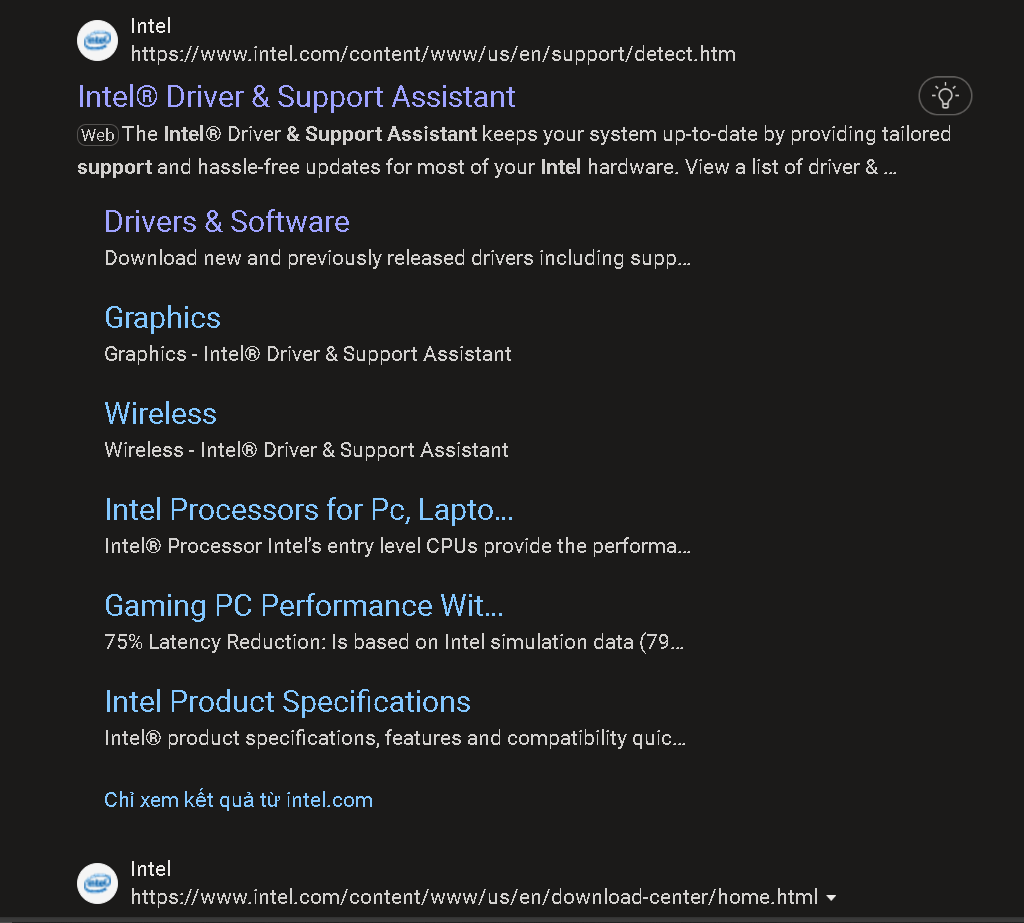 Intel
https://www.intel.com/content/www/us/en/support/detect.htm
Intel® Driver & Support Assistant
Web The Intel® Driver & Support Assistant keeps your system up-to-date by providing tailored
support and hassle-free updates for most of your Intel hardware. View a list of driver & ...
Drivers & Software
Download new and previously released drivers including supp...
Graphics
Graphics - Intel® Driver & Support Assistant
Wireless
Wireless - Intel® Driver & Support Assistant
Intel Processors for Pc, Lapto...
Intel® Processor Intel's entry level CPUs provide the performa...
Gaming PC Performance Wit...
75% Latency Reduction: Is based on Intel simulation data (79...
Intel Product Specifications
Intel® product specifications, features and compatibility quic...
Chỉ xem kết quả từ intel.com
Intel
https://www.intel.com/content/www/us/en/download-center/home.html